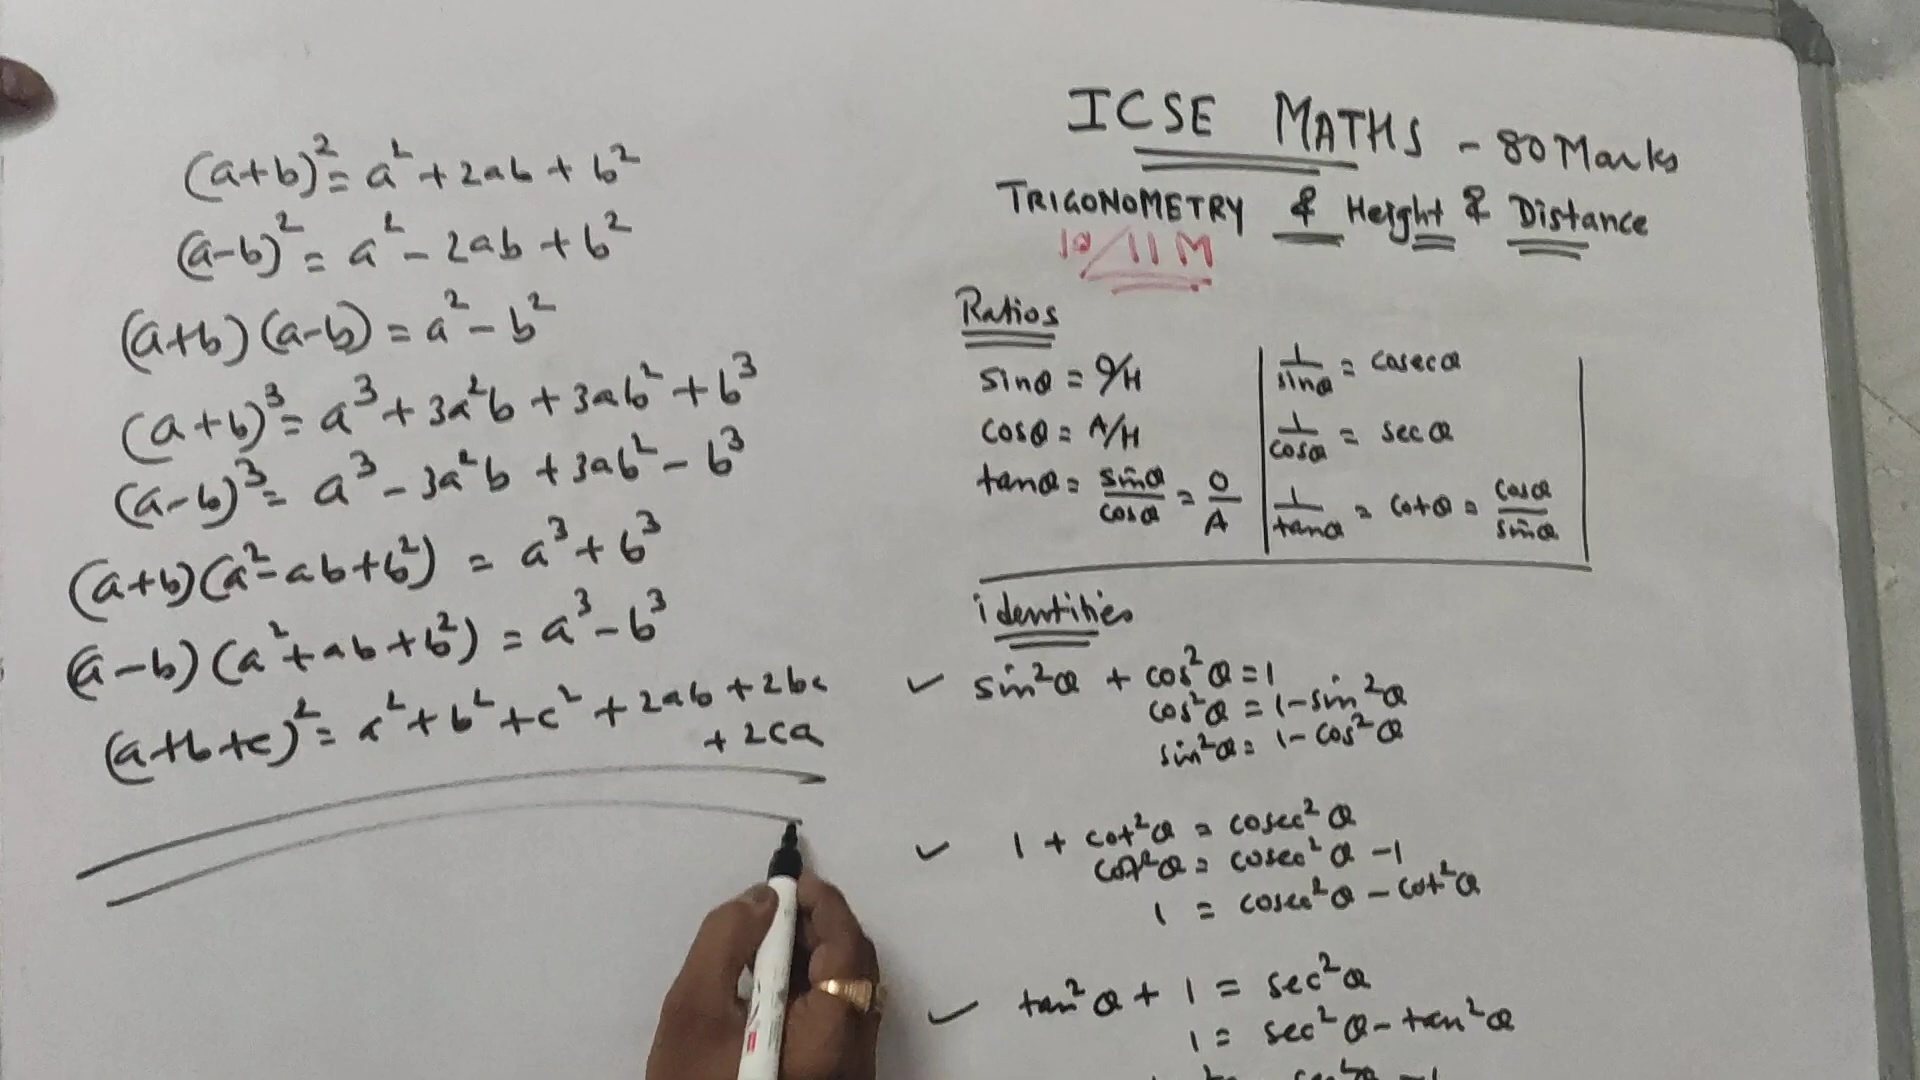 (a+b)² = a² + 2ab + b²
(a-b)² = a² - 2ab + b²
(a+b)(a-b) = a² - b²
(a+b)³ = a³ + 3a²b + 3ab² + b³
(a-b)³ = a³ - 3a²b + 3ab² - b³
(a+b)(a²-ab+b²) = a³ + b³
(a-b)(a²+ab+b²) = a³ - b³
(a+b+c)² = a² + b² + c² + 2ab + 2bc
+ 2ca
ICSE MATHS - 80 Marks
TRIGONOMETRY & Height & Distance
10/11 M
Ratios
sinθ = O/H
cosθ = A/H
tanθ = sinθ/cosθ = O/A
1/sinθ = cosecθ
1/cosθ = secθ
1/tanθ = cotθ = cosθ/sinθ
identities
✓ sin²θ + cos²θ = 1
cos²θ = 1-sin²θ
sin²θ = 1-cos²θ
✓ 1 + cot²θ = cosec²θ
cot²θ = cosec²θ -1
1 = cosec²θ - cot²θ
✓ tan²θ + 1 = sec²θ
1 = sec²θ - tan²θ